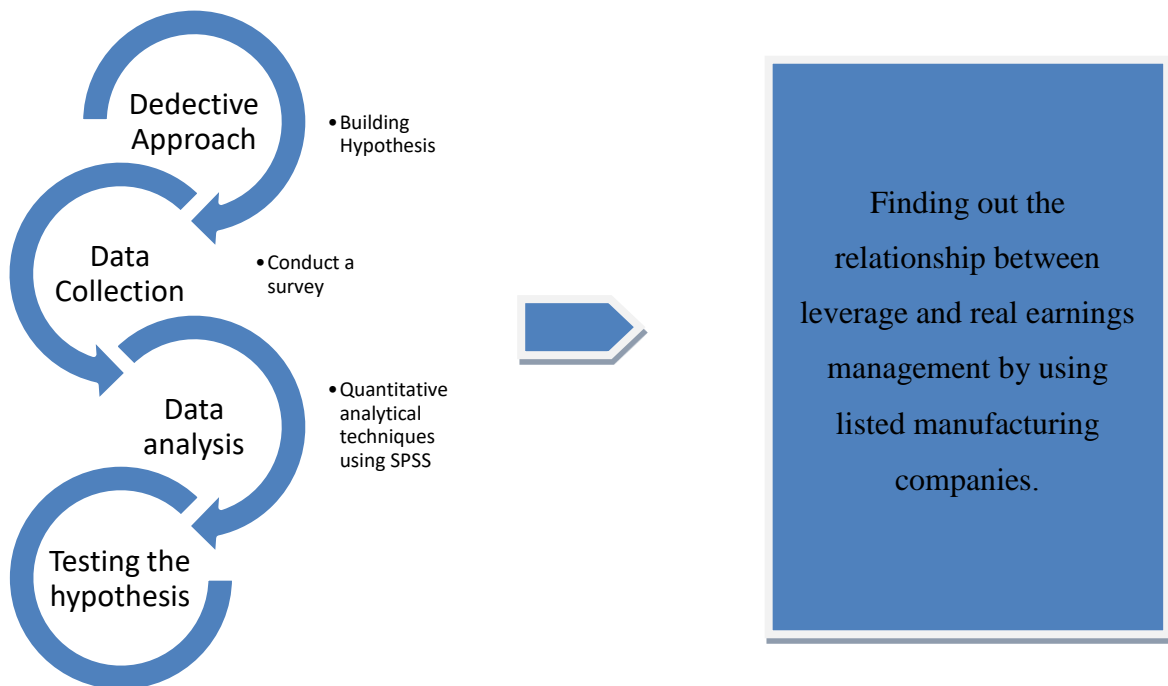 Dedective
Approach
•Building
Hypothesis
Data
Collection
•Conduct a
survey
Data
analysis
•Quantitative
analytical
techniques
using SPSS
Testing the
hypothesis
Finding out the
relationship between
leverage and real earnings
management by using
listed manufacturing
companies.